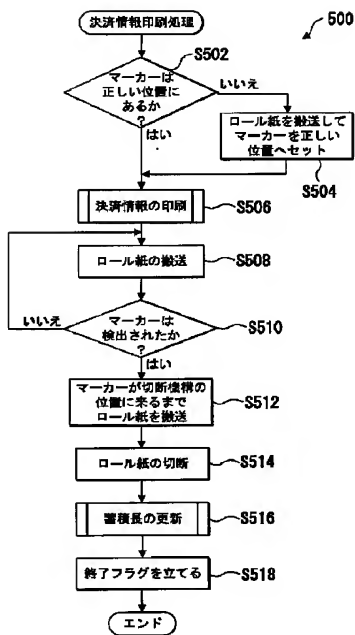 決済情報印刷処理
500
S502
マーカーは
正しい位置に
あるか
?
いいえ
はい
ロール紙を搬送して
マーカーを正しい
位置へセット
S504
決済情報の印刷
S506
ロール紙の搬送
S508
いいえ
マーカーは
検出されたか
?
S510
はい
マーカーが切断機構の
位置に来るまで
ロール紙を搬送
S512
ロール紙の切断
S514
蓄積長の更新
S516
終了フラグを立てる
S518
エンド